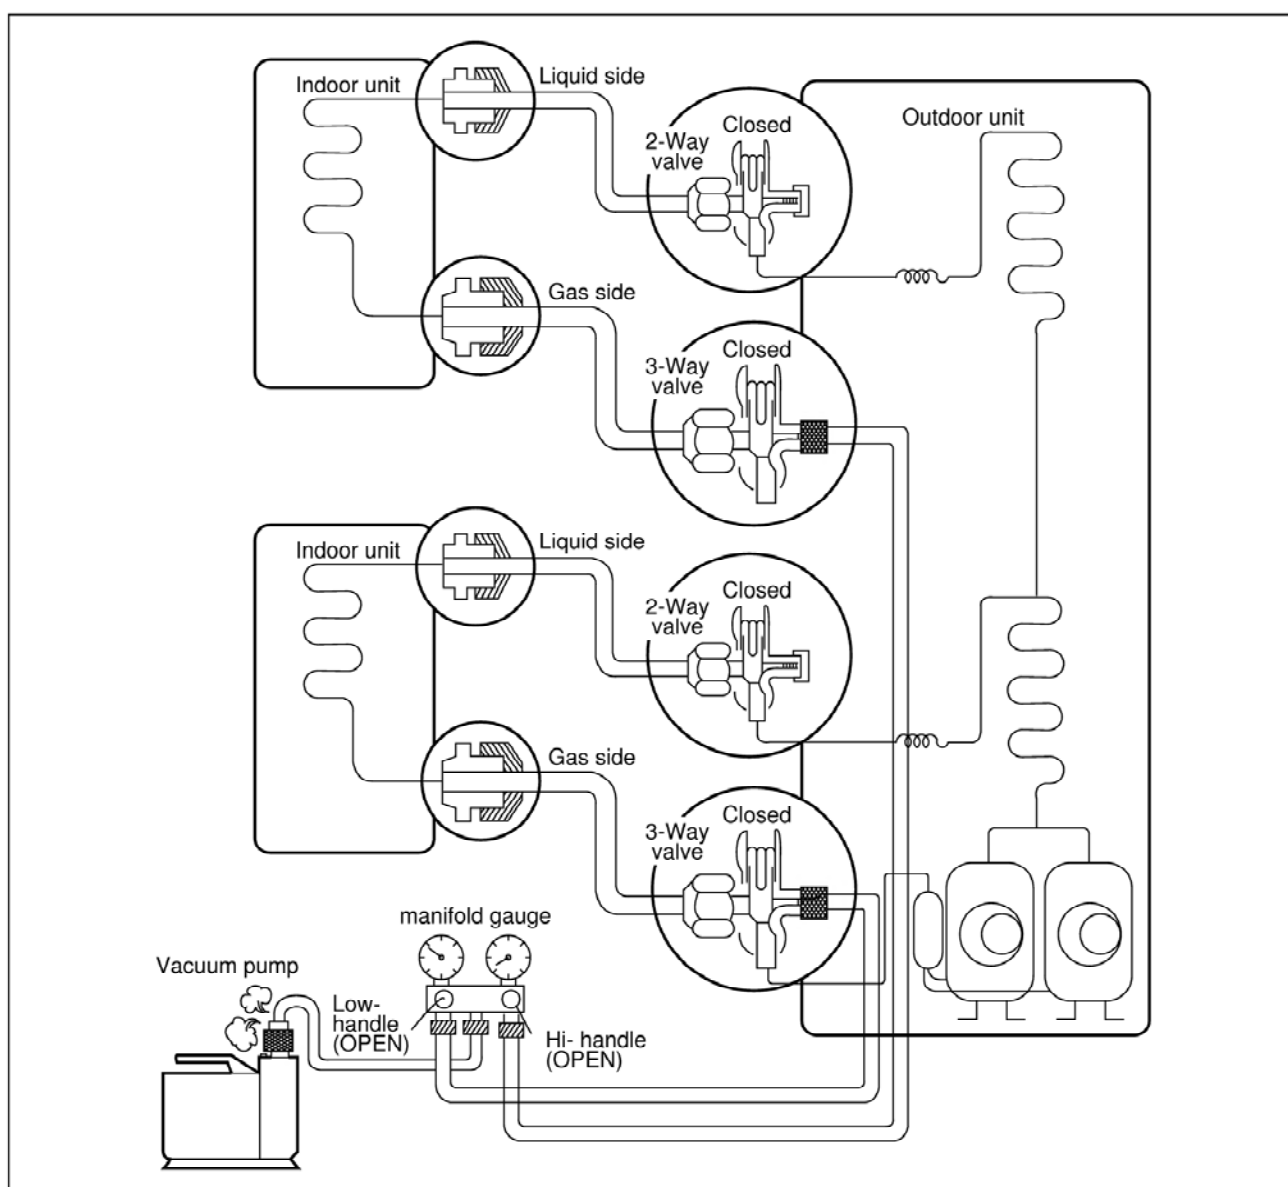 Indoor unit
Liquid side
2-Way
valve
Closed
Outdoor unit
Gas side
3-Way
valve
Closed
Indoor unit
Liquid side
2-Way
valve
Closed
Gas side
3-Way
valve
Closed
manifold gauge
Vacuum pump
Low-
handle
(OPEN)
Hi- handle
(OPEN)